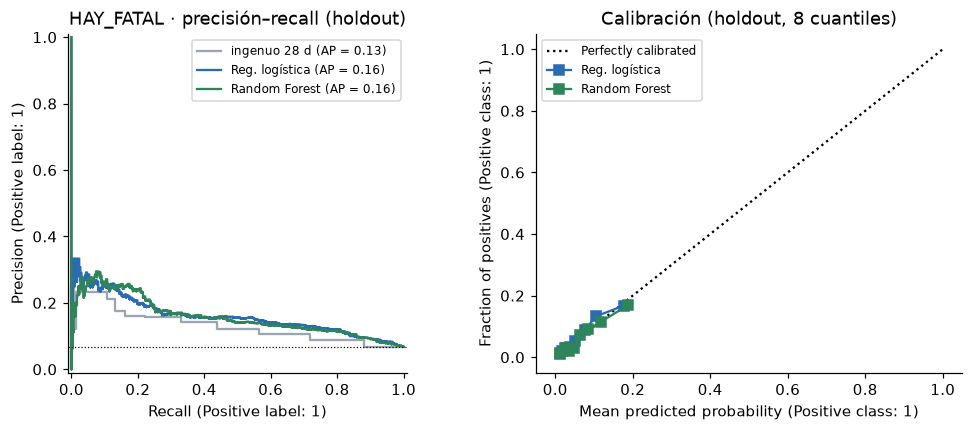 HAY_FATAL · precisión–recall (holdout)
ingenuo 28 d (AP = 0.13)
Reg. logística (AP = 0.16)
Random Forest (AP = 0.16)
1.0
0.8
0.6
0.4
0.2
0.0
Precision (Positive label: 1)
0.0 0.2 0.4 0.6 0.8 1.0
Recall (Positive label: 1)
Calibración (holdout, 8 cuantiles)
Perfectly calibrated
Reg. logística
Random Forest
1.0
0.8
0.6
0.4
0.2
0.0
Fraction of positives (Positive class: 1)
0.0 0.2 0.4 0.6 0.8 1.0
Mean predicted probability (Positive class: 1)